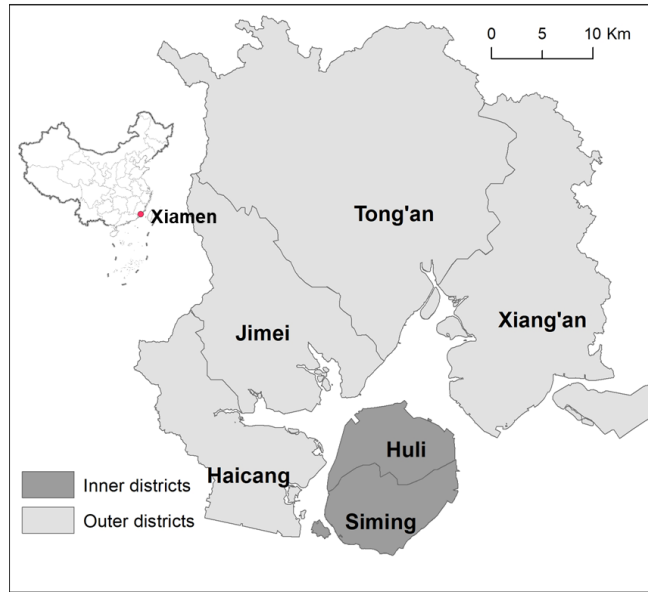 0 5 10 Km
Tong'an
Xiamen
Xiang'an
Jimei
Huli
Haicang
Inner districts
Siming
Outer districts